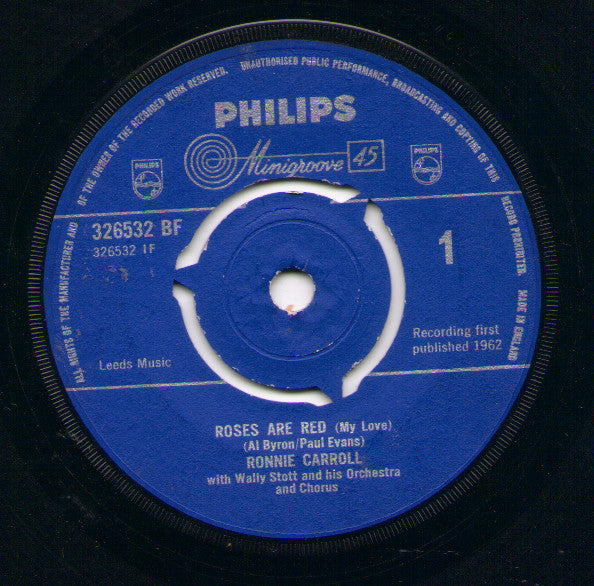 ALL RIGHTS OF THE MANUFACTURER AND OF THE OWNER OF THE RECORDED WORK RESERVED. UNAUTHORISED PUBLIC PERFORMANCE, BROADCASTING AND COPYING OF THIS RECORD PROHIBITED. MADE IN ENGLAND
PHILIPS
Minigroove 45
PHILIPS
PHILIPS
326532 BF
326532 1F
1
Leeds Music
Recording first
published 1962
ROSES ARE RED (My Love)
(Al Byron/Paul Evans)
RONNIE CARROLL
with Wally Stott and his Orchestra
and Chorus